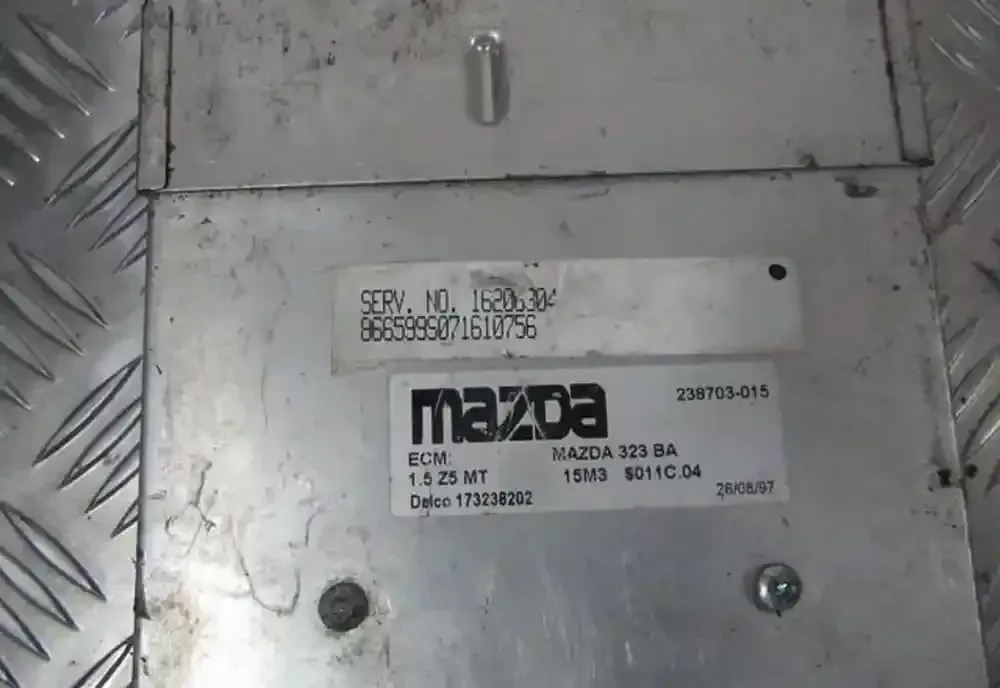 SERV. NO. 16206304
866599S071610756
mazda
238703-015
ECM: MAZDA 323 BA
1.5 Z5 MT 15M3 S011C.04
Delco 173238202 26/08/97